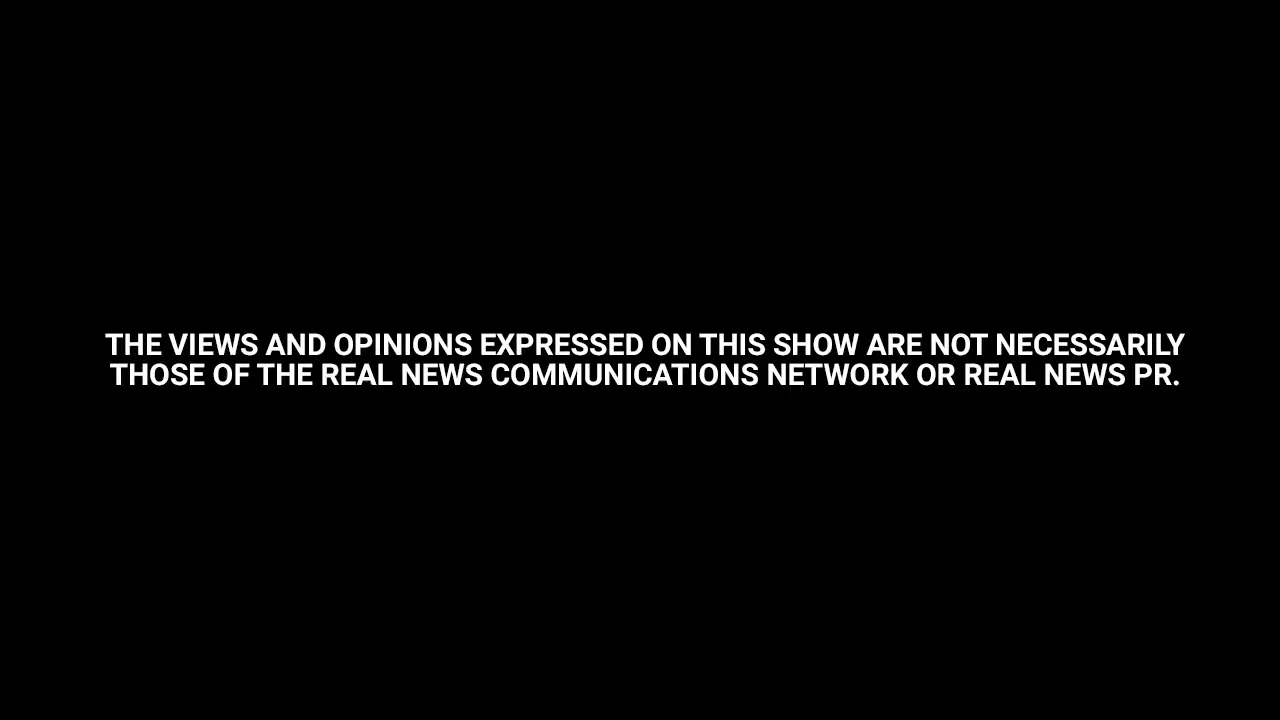 THE VIEWS AND OPINIONS EXPRESSED ON THIS SHOW ARE NOT NECESSARILY
THOSE OF THE REAL NEWS COMMUNICATIONS NETWORK OR REAL NEWS PR.